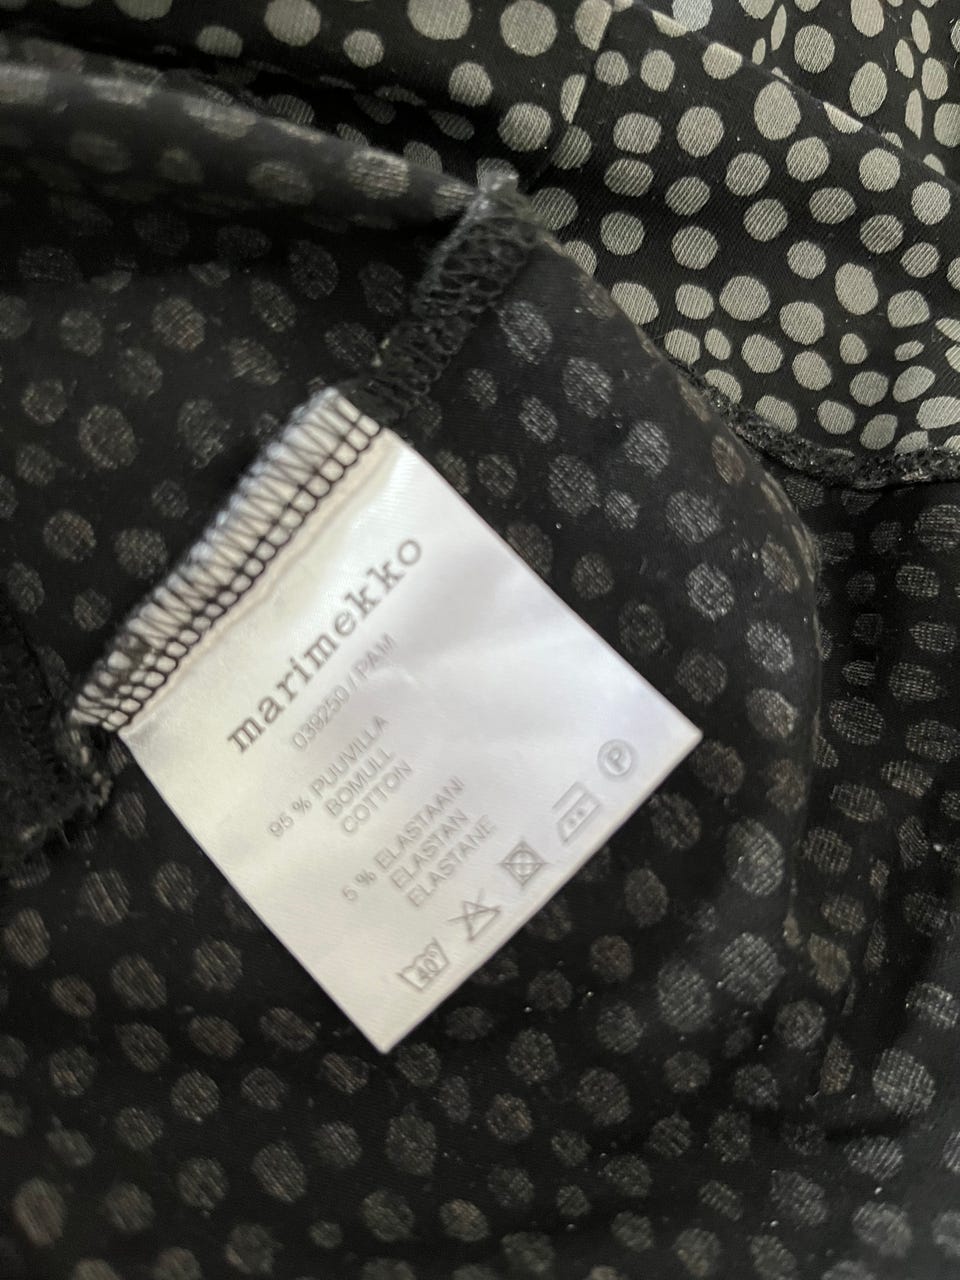 marimekko
039250 / PAM
95 % PUUVILLA
BOMULL
COTTON
5 % ELASTAANI
ELASTAN
ELASTANE
40°
P